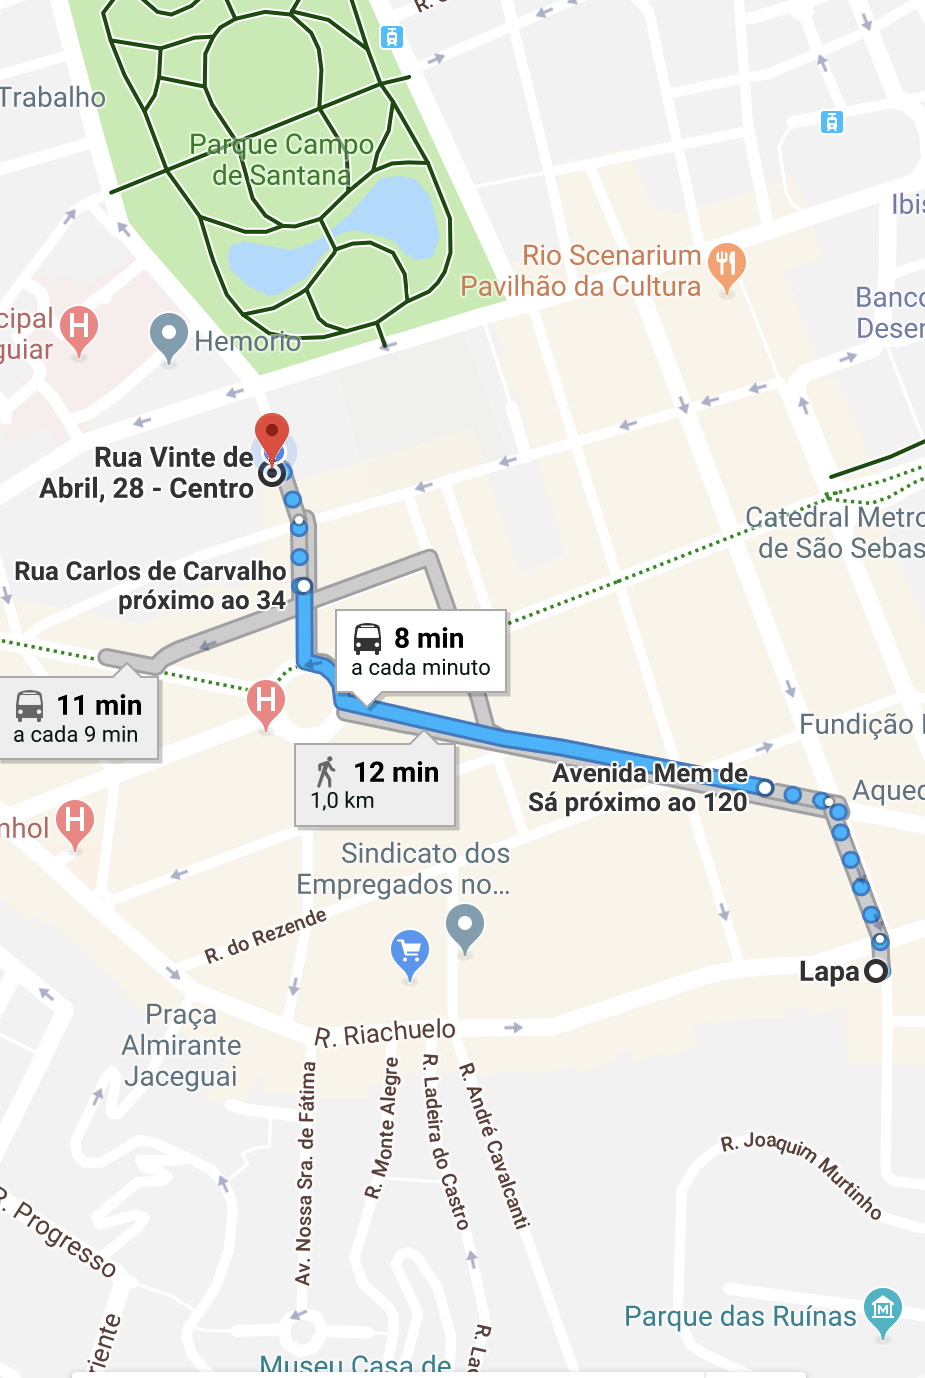 R.
Trabalho
Parque Campo
de Santana
Ibis
Rio Scenarium
Pavilhão da Cultura
Banco
Desen
cipal
guiar
H
Hemorio
Rua Vinte de
Abril, 28 - Centro
Catedral Metro
de São Sebas
Rua Carlos de Carvalho
próximo ao 34
8 min
a cada minuto
11 min
a cada 9 min
H
Fundição
12 min
1,0 km
Avenida Mem de
Sá próximo ao 120
Aqued
nhol
H
Sindicato dos
Empregados no...
R. do Rezende
Lapa
Praça
Almirante
Jaceguai
R. Riachuelo
Av. Nossa Sra. de Fátima
R. Monte Alegre
R. Ladeira do Castro
R. André Cavalcanti
R. Joaquim Murtinho
R. Progresso
Parque das Ruínas
M
riente
R. Lad
Museu Casa de